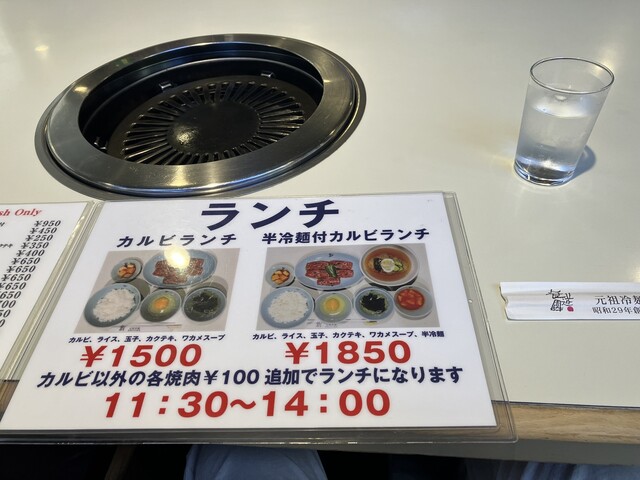 sh Only
¥950
¥450
¥250
¥350
¥400
¥650
¥650
¥650
¥650
¥650
ランチ
カルビランチ
半冷麺付カルビランチ
カルビ、ライス、玉子、カクテキ、ワカメスープ
カルビ、ライス、玉子、カクテキ、ワカメスープ、半冷麺
¥1500
¥1850
カルビ以外の各焼肉¥100 追加でランチになります
11:30～14:00
元祖冷麺
昭和29年創